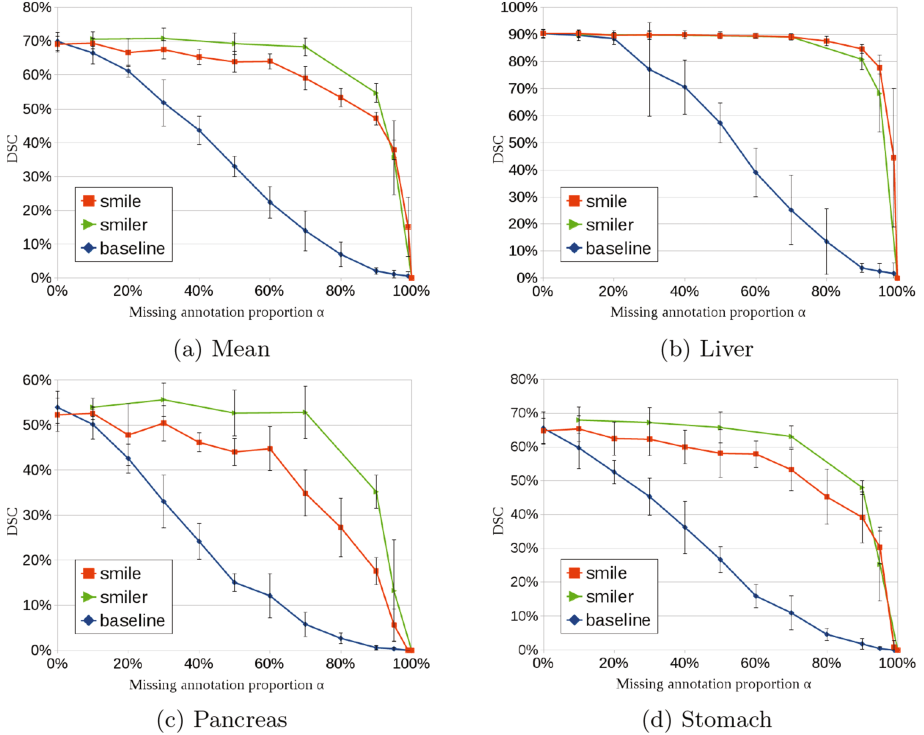 80%
70%
60%
50%
40%
30%
20%
10%
0%
DSC
smile
smiler
baseline
0% 20% 40% 60% 80% 100%
Missing annotation proportion α
(a) Mean
100%
90%
80%
70%
60%
50%
40%
30%
20%
10%
0%
DSC
smile
smiler
baseline
0% 20% 40% 60% 80% 100%
Missing annotation proportion α
(b) Liver
60%
50%
40%
30%
20%
10%
0%
DSC
smile
smiler
baseline
0% 20% 40% 60% 80% 100%
Missing annotation proportion α
(c) Pancreas
80%
70%
60%
50%
40%
30%
20%
10%
0%
DSC
smile
smiler
baseline
0% 20% 40% 60% 80% 100%
Missing annotation proportion α
(d) Stomach